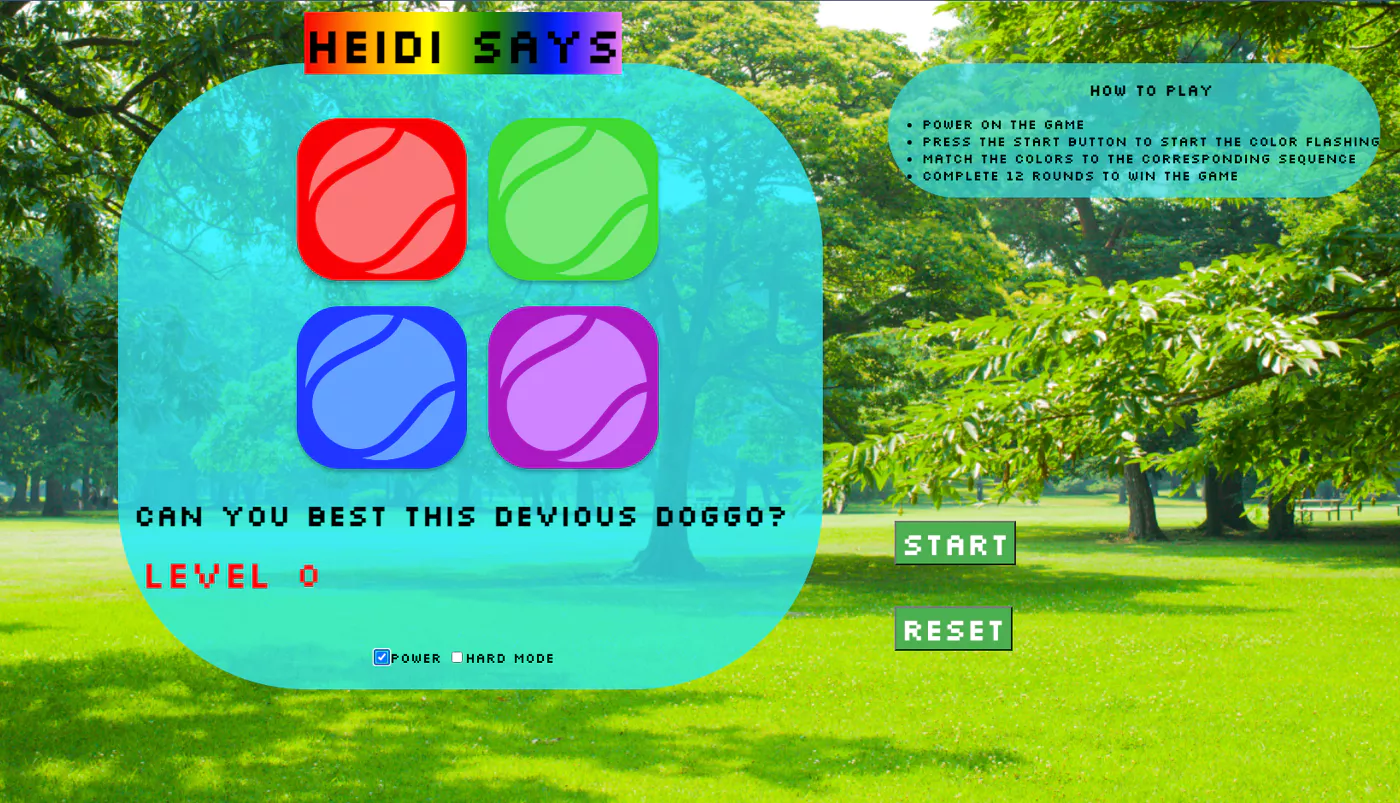 HEIDI SAYS
HOW TO PLAY
POWER ON THE GAME
PRESS THE START BUTTON TO START THE COLOR FLASHING
MATCH THE COLORS TO THE CORRESPONDING SEQUENCE
COMPLETE 12 ROUNDS TO WIN THE GAME
CAN YOU BEST THIS DEVIOUS DOGGO?
LEVEL 0
START
RESET
POWER HARD MODE